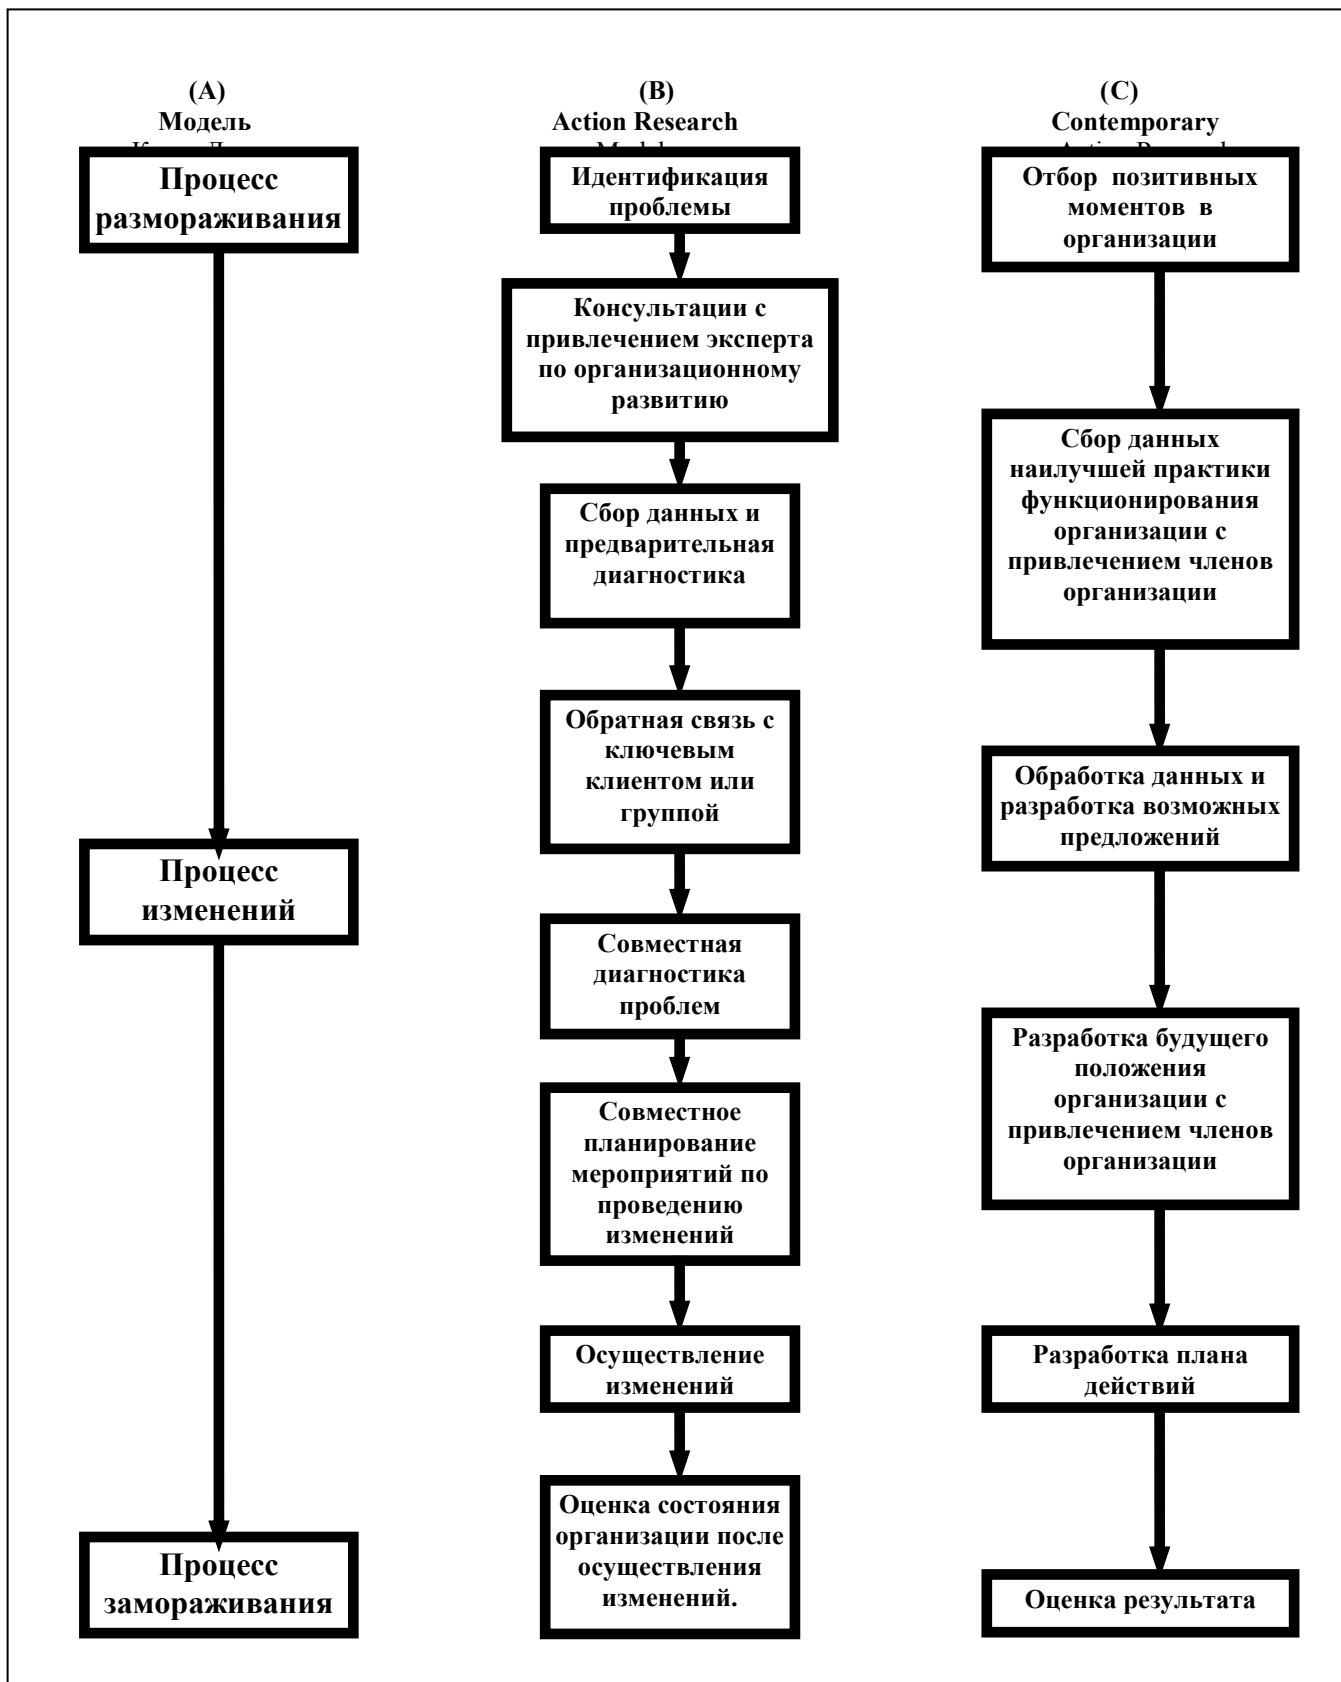 (A)
Модель
(B)
Action Research
(C)
Contemporary
Процесс
размораживания
Процесс
изменений
Процесс
замораживания
Идентификация
проблемы
Консультации с
привлечением эксперта
по организационному
развитию
Сбор данных и
предварительная
диагностика
Обратная связь с
ключевым
клиентом или
группой
Совместная
диагностика
проблем
Совместное
планирование
мероприятий по
проведению
изменений
Осуществление
изменений
Оценка состояния
организации после
осуществления
изменений.
Отбор позитивных
моментов в
организации
Сбор данных
наилучшей практики
функционирования
организации с
привлечением членов
организации
Обработка данных и
разработка возможных
предложений
Разработка будущего
положения
организации с
привлечением членов
организации
Разработка плана
действий
Оценка результата